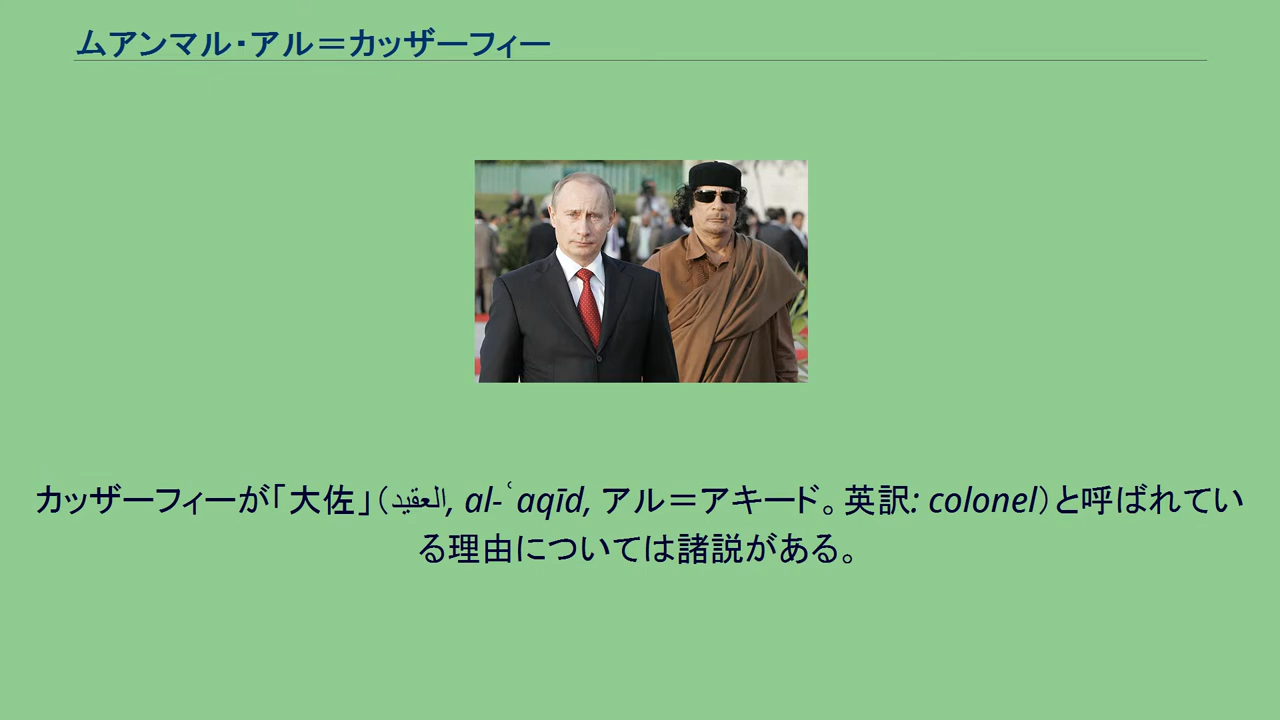 ムアンマル・アル＝カッザーフィー
カッザーフィーが「大佐」（العقيد, al-ʿaqīd, アル＝アキード。英訳: colonel）と呼ばれてい
る理由については諸説がある。